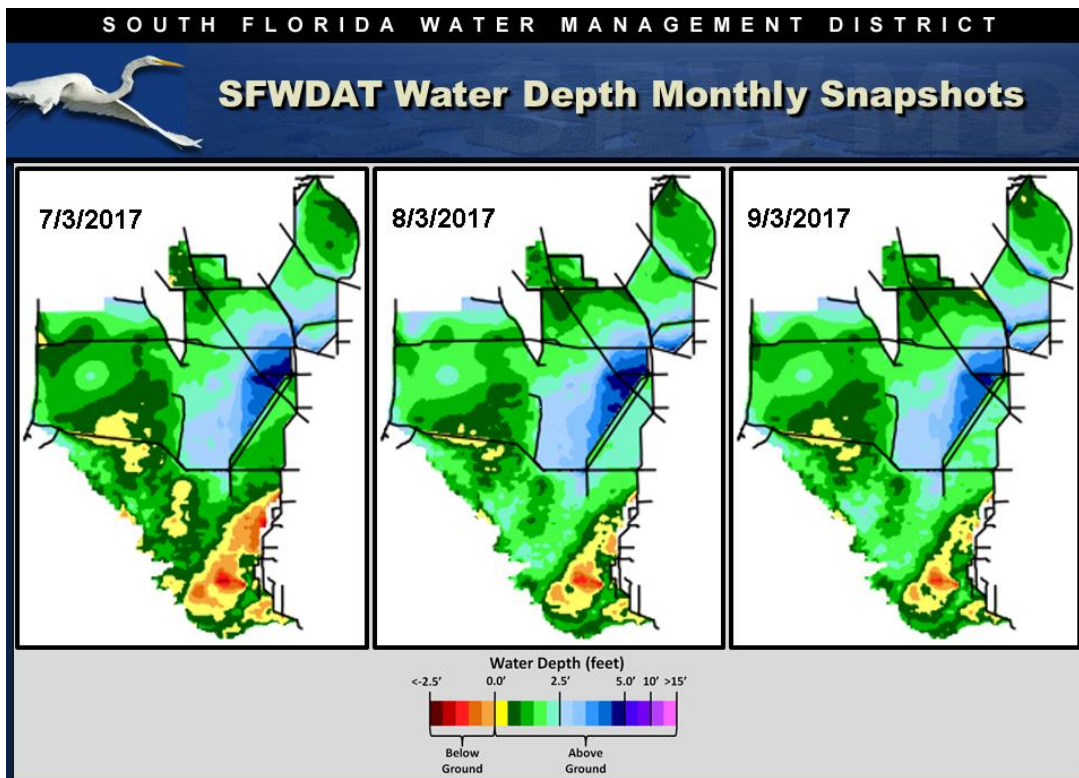 SOUTH FLORIDA WATER MANAGEMENT DISTRICT
SFWDAT Water Depth Monthly Snapshots
7/3/2017
8/3/2017
9/3/2017
Water Depth (feet)
<-2.5' 0.0' 2.5' 5.0' 10' >15'
Below Ground
Above Ground